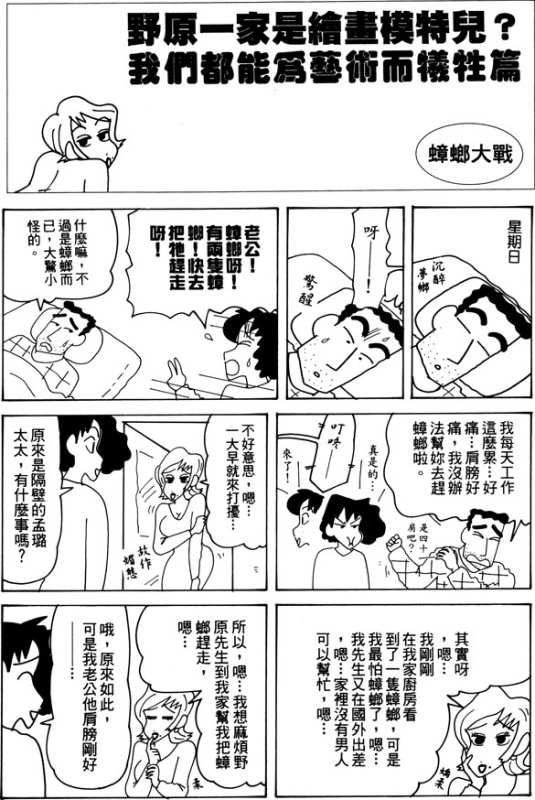 野原一家是繪畫模特兒？
我們都能為藝術而犧牲篇
蟑螂大戰
星期日
沉醉
夢鄉
呀——！
驚醒
老公！
蟑螂呀！
有兩隻蟑
螂！快去
把牠趕走
呀！
什麼嘛，不
過是蟑螂而
已，大驚小
怪的。
我每天工作
這麼累…好
痛…肩膀好
痛，我沒辦
法幫妳去趕
蟑螂啦。
是四十
肩吧？
真是的…
叮咚——
來了！
不好意思，嗯…
一大早就來打擾…
故作
媚態
原來是隔壁的孟璐
太太，有什麼事嗎？
其實呀
，嗯…
我剛剛
在我家廚房看
到了一隻蟑螂，可是
我最怕蟑螂了，嗯…
我先生又在國外出差
，嗯…家裡沒有男人
可以幫忙，嗯…
所以，嗯…我想麻煩野
原先生到我家幫我把蟑
螂趕走，
嗯…
哦，原來如此，
可是我老公他肩膀剛好
————…